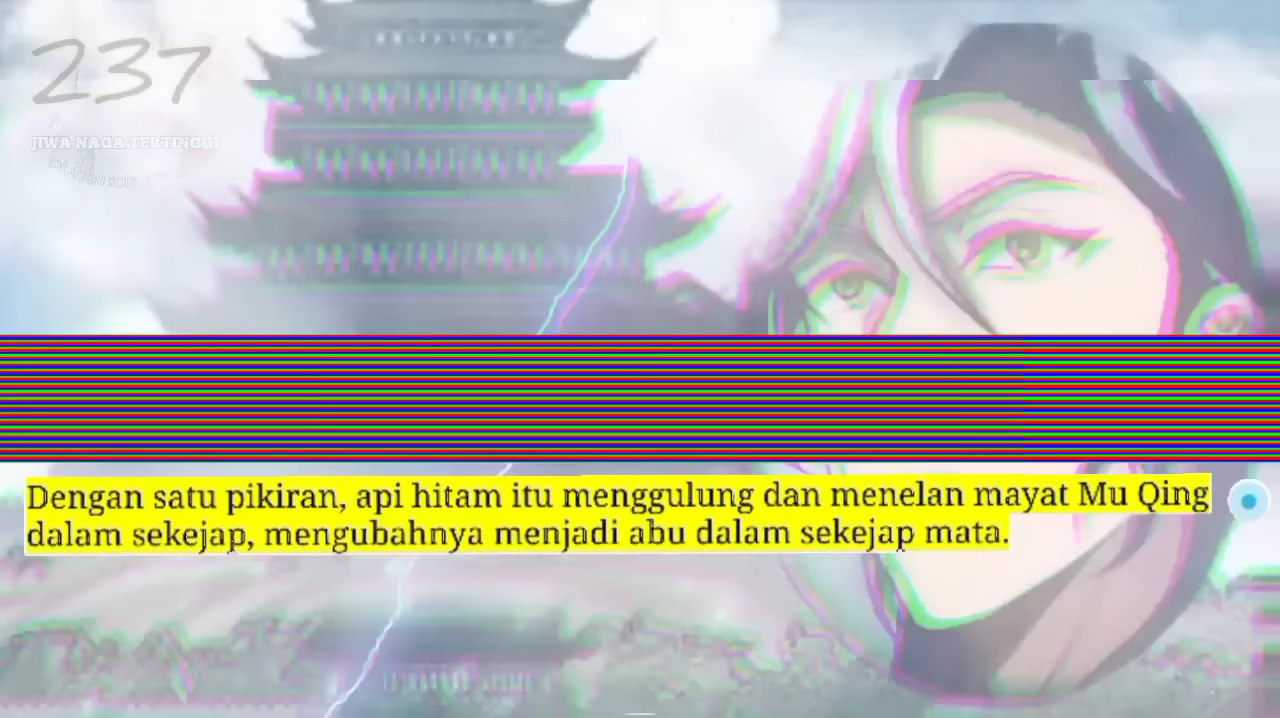 237
JIWA NAGA TERTINGGI
Dengan satu pikiran, api hitam itu menggulung dan menelan mayat Mu Qing
dalam sekejap, mengubahnya menjadi abu dalam sekejap mata.